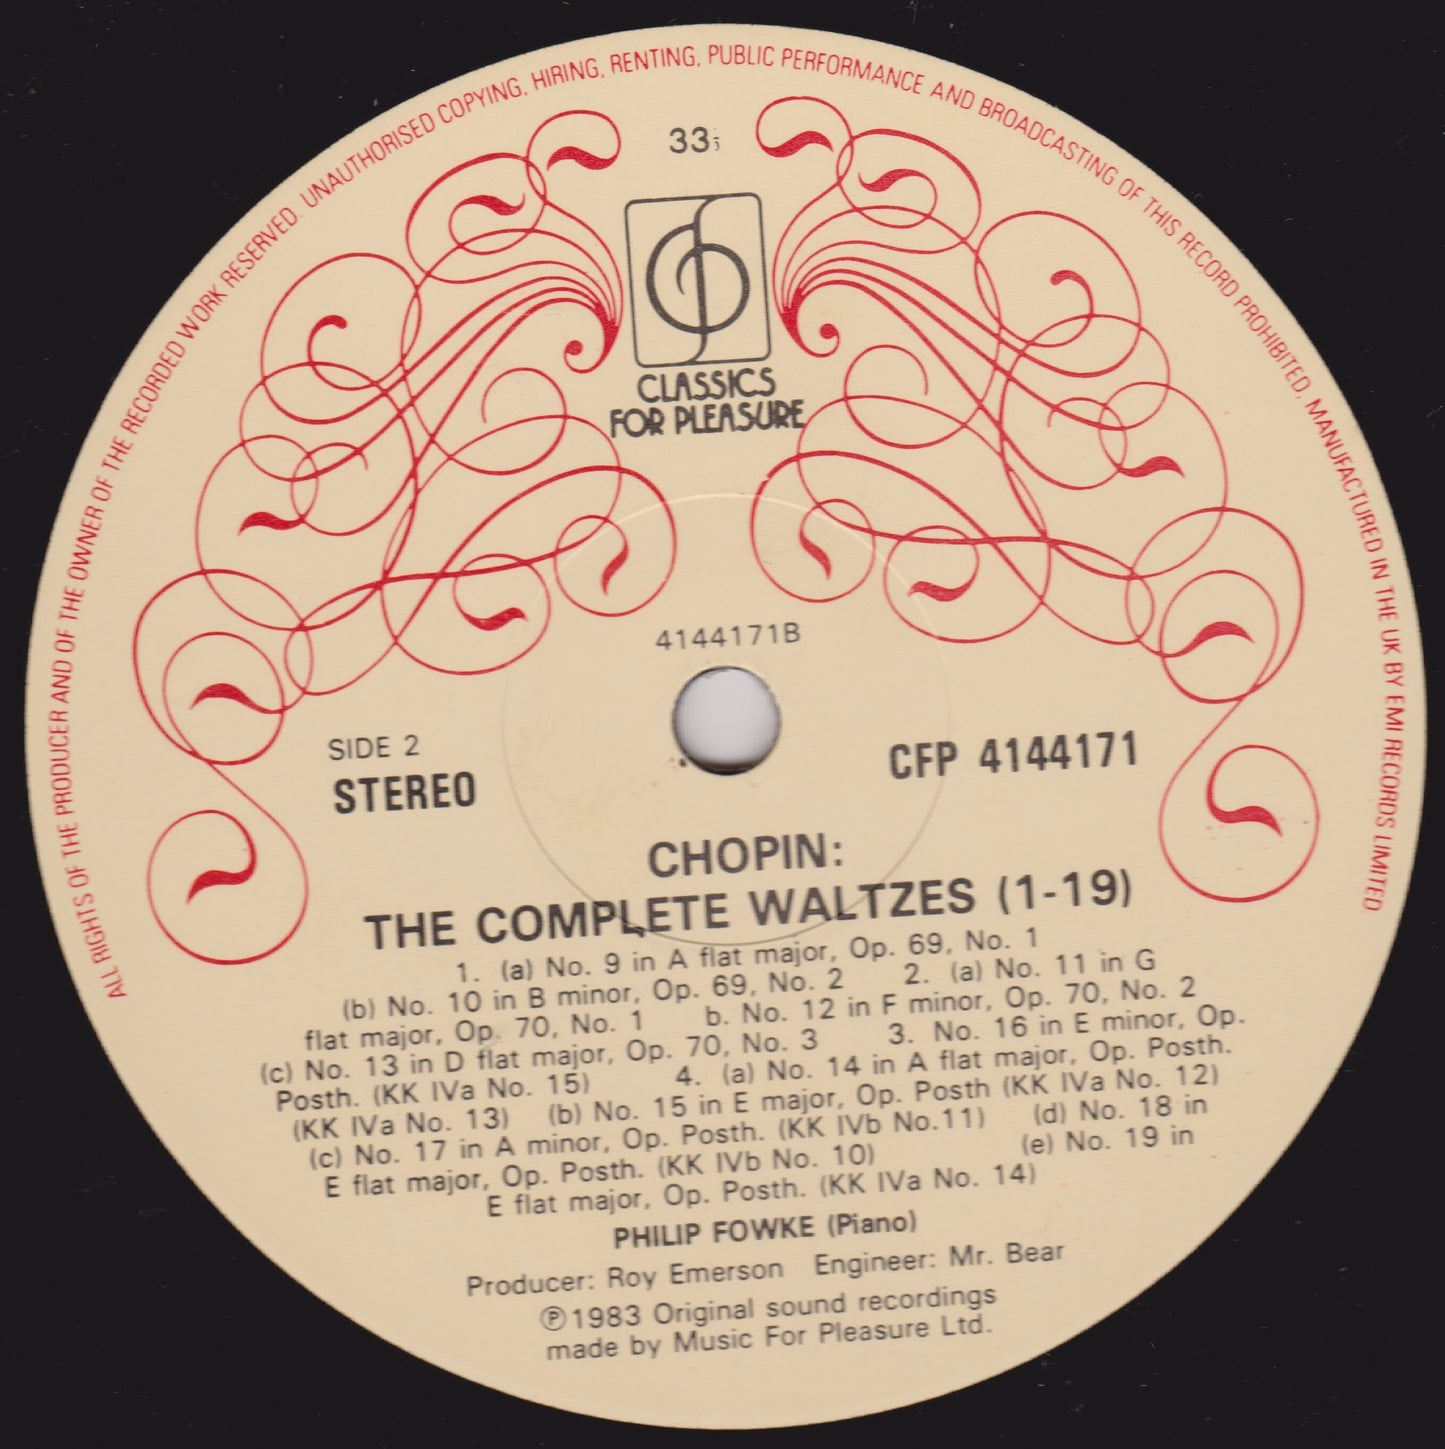 ALL RIGHTS OF THE PRODUCER AND OF THE OWNER OF THE RECORDED WORK RESERVED. UNAUTHORISED COPYING, HIRING, RENTING, PUBLIC PERFORMANCE AND BROADCASTING OF THIS RECORD PROHIBITED. MANUFACTURED IN THE UK BY EMI RECORDS LIMITED.
33⅓
CLASSICS
FOR PLEASURE
4144171B
SIDE 2
STEREO
CFP 4144171
CHOPIN:
THE COMPLETE WALTZES (1-19)
1. (a) No. 9 in A flat major, Op. 69, No. 1
(b) No. 10 in B minor, Op. 69, No. 2 2. (a) No. 11 in G
flat major, Op. 70, No. 1 b. No. 12 in F minor, Op. 70, No. 2
(c) No. 13 in D flat major, Op. 70, No. 3 3. No. 16 in E minor, Op.
Posth. (KK IVa No. 15) 4. (a) No. 14 in A flat major, Op. Posth.
(KK IVa No. 13) (b) No. 15 in E major, Op. Posth (KK IVa No. 12)
(c) No. 17 in A minor, Op. Posth. (KK IVb No.11) (d) No. 18 in
E flat major, Op. Posth. (KK IVb No. 10) (e) No. 19 in
E flat major, Op. Posth. (KK IVa No. 14)
PHILIP FOWKE (Piano)
Producer: Roy Emerson Engineer: Mr. Bear
℗1983 Original sound recordings
made by Music For Pleasure Ltd.